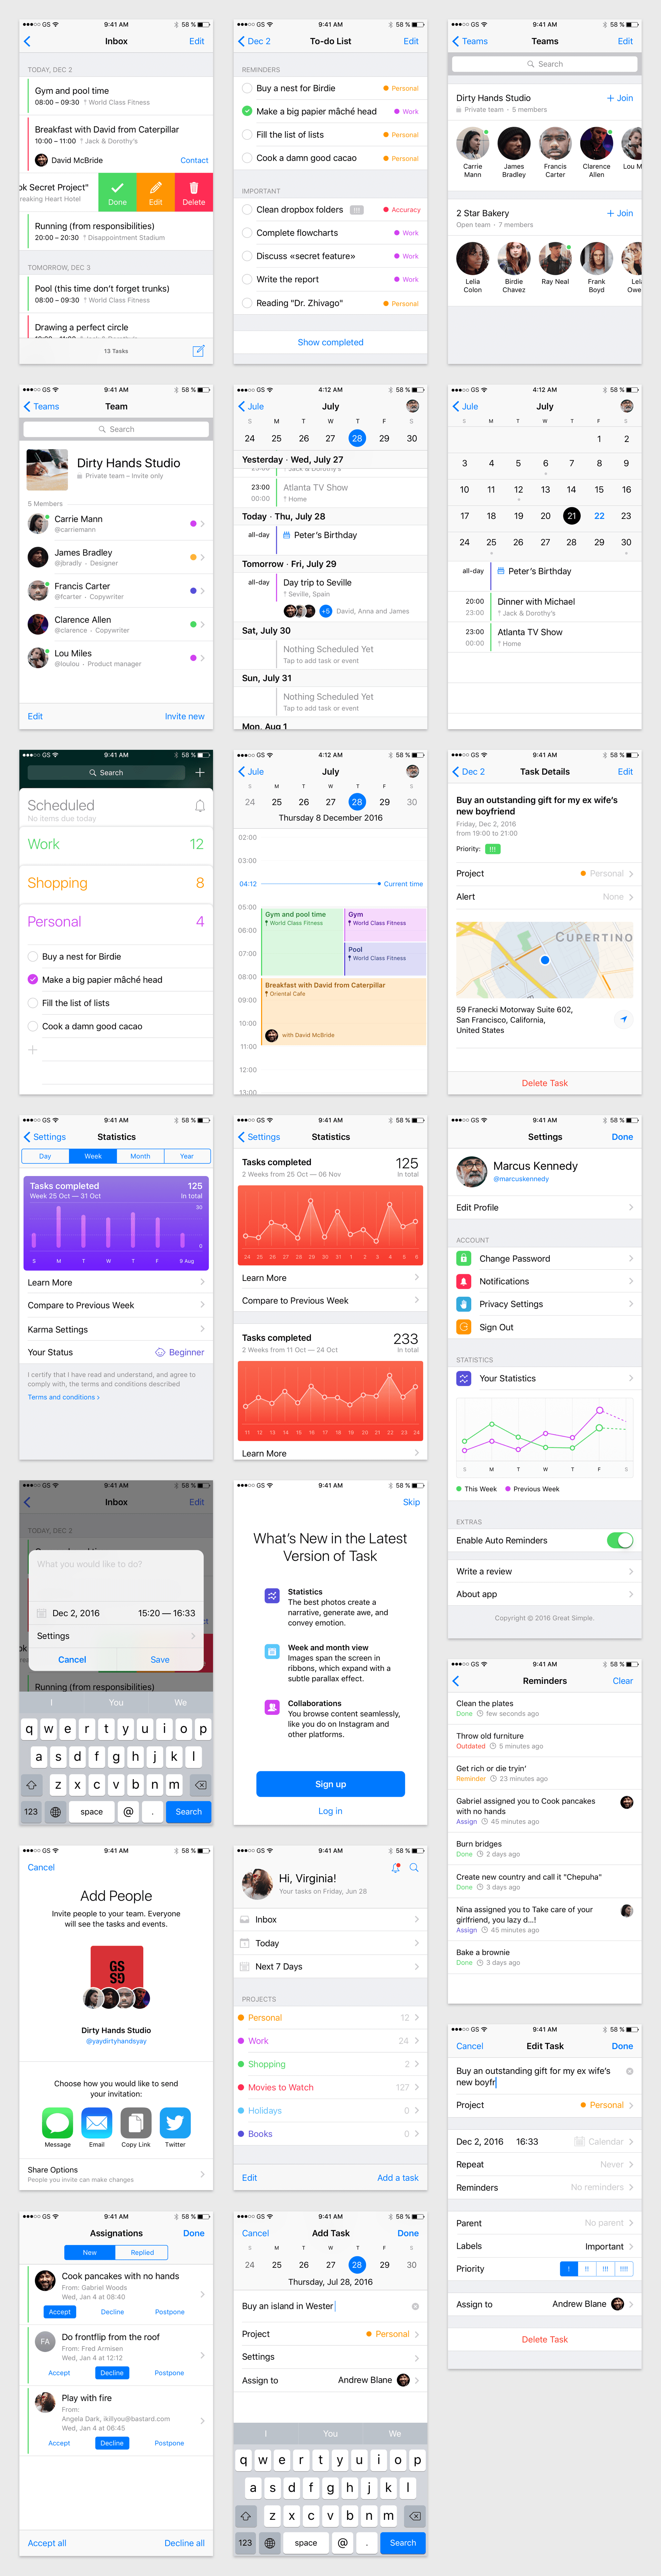 GS 9:41 AM 58 %
Inbox Edit
TODAY, DEC 2
Gym and pool time
08:00 – 09:30 ↑ World Class Fitness
Breakfast with David from Caterpillar
10:00 – 11:00 ↑ Jack & Dorothy's
David McBride Contact
ok Secret Project"
reaking Heart Hotel
Done Edit Delete
Running (from responsibilities)
20:00 – 20:30 ↑ Disappointment Stadium
TOMORROW, DEC 3
Pool (this time don't forget trunks)
08:00 – 09:30 ↑ World Class Fitness
Drawing a perfect circle
13 Tasks
GS 9:41 AM 58 %
Dec 2 To-do List Edit
REMINDERS
Buy a nest for Birdie Personal
Make a big papier mâché head Work
Fill the list of lists Personal
Cook a damn good cacao Personal
IMPORTANT
Clean dropbox folders !!! Accuracy
Complete flowcharts Work
Discuss «secret feature» Work
Write the report Work
Reading "Dr. Zhivago" Personal
Show completed
GS 9:41 AM 58 %
Teams Teams Edit
Search
Dirty Hands Studio + Join
Private team · 5 members
Carrie Mann
James Bradley
Francis Carter
Clarence Allen
Lou M
2 Star Bakery + Join
Open team · 7 members
Lelia Colon
Birdie Chavez
Ray Neal
Frank Boyd
Lela
Owe
GS 9:41 AM 58 %
Teams Team
Search
Dirty Hands Studio
Private team – Invite only
5 Members
Carrie Mann
@carriemann
James Bradley
@jbradly · Designer
Francis Carter
@fcarter · Copywriter
Clarence Allen
@clarence · Copywriter
Lou Miles
@loulou · Product manager
Edit Invite new
GS 4:12 AM 58 %
Jule July
S M T W T F S
24 25 26 27 28 29 30
Yesterday · Wed, July 27
23:00 Atlanta TV Show
00:00 ↑ Home
Today · Thu, July 28
all-day Peter's Birthday
Tomorrow · Fri, July 29
all-day Day trip to Seville
↑ Seville, Spain
+5 David, Anna and James
Sat, July 30
Nothing Scheduled Yet
Tap to add task or event
Sun, July 31
Nothing Scheduled Yet
Tap to add task or event
Mon, Aug 1
GS 4:12 AM 58 %
Jule July
S M T W T F S
1 2
3 4 5 6 7 8 9
10 11 12 13 14 15 16
17 18 19 20 21 22 23
24 25 26 27 28 29 30
all-day Peter's Birthday
20:00 Dinner with Michael
23:00 ↑ Jack & Dorothy's
23:00 Atlanta TV Show
00:00 ↑ Home
GS 9:41 AM 58 %
Search
Scheduled
No items due today
Work 12
Shopping 8
Personal 4
Buy a nest for Birdie
Make a big papier mâché head
Fill the list of lists
Cook a damn good cacao
GS 4:12 AM 58 %
Jule July
S M T W T F S
24 25 26 27 28 29 30
Thursday 8 December 2016
02:00
03:00
04:12 Current time
05:00
Gym and pool time Gym
World Class Fitness World Class Fitness
06:00
Pool
07:00 World Class Fitness
08:00
Breakfast with David from Caterpillar
Oriental Cafe
09:00
10:00
with David McBride
11:00
12:00
13:00
GS 9:41 AM 58 %
Dec 2 Task Details Edit
Buy an outstanding gift for my ex wife's
new boyfriend
Friday, Dec 2, 2016
from 19:00 to 21:00
Priority: !!!
Project Personal
Alert None
CUPERTINO
59 Franecki Motorway Suite 602,
San Francisco, California,
United States
Delete Task
GS 9:41 AM 58 %
Settings Statistics
Day Week Month Year
Tasks completed 125
Week 25 Oct — 31 Oct In total
30
0
S M T W T F 9 Aug
Learn More
Compare to Previous Week
Karma Settings
Your Status Beginner
I certify that I have read and understand, and agree to
comply with, the terms and conditions described
Terms and conditions >
GS 9:41 AM 58 %
Settings Statistics
Tasks completed 125
2 Weeks from 25 Oct — 06 Nov In total
24 25 26 27 28 29 30 31 1 2 3 4 5 6
Learn More
Compare to Previous Week
Tasks completed 233
2 Weeks from 11 Oct — 24 Oct In total
11 12 13 14 15 16 17 18 19 20 21 22 23 24
Learn More
GS 9:41 AM 58 %
Settings Done
Marcus Kennedy
@marcuskennedy
Edit Profile
ACCOUNT
Change Password
Notifications
Privacy Settings
Sign Out
STATISTICS
Your Statistics
S M T W T F S
This Week Previous Week
EXTRAS
Enable Auto Reminders
Write a review
About app
Copyright © 2016 Great Simple.
GS 9:41 AM 58 %
Inbox Edit
TODAY, DEC 2
What you would like to do?
Dec 2, 2016 15:20 — 16:33
Settings
Cancel Save
Running (from responsibilities)
I You We
q w e r t y u i o p
a s d f g h j k l
z x c v b n m
123 space @ . Search
GS 9:41 AM 58 %
Skip
What's New in the Latest
Version of Task
Statistics
The best photos create a
narrative, generate awe, and
convey emotion.
Week and month view
Images span the screen in
ribbons, which expand with a
subtle parallax effect.
Collaborations
You browse content seamlessly,
like you do on Instagram and
other platforms.
Sign up
Log in
GS 9:41 AM 58 %
Reminders Clear
Clean the plates
Done few seconds ago
Throw old furniture
Outdated 5 minutes ago
Get rich or die tryin'
Reminder 23 minutes ago
Gabriel assigned you to Cook pancakes
with no hands
Assign 45 minutes ago
Burn bridges
Done 2 days ago
Create new country and call it "Chepuha"
Done 3 days ago
Nina assigned you to Take care of your
girlfriend, you lazy d...!
Assign 45 minutes ago
Bake a brownie
Done 3 days ago
GS 9:41 AM 58 %
Cancel
Add People
Invite people to your team. Everyone
will see the tasks and events.
GS
GS
Dirty Hands Studio
@yaydirtyhandsyay
Choose how you would like to send
your invitation:
Message Email Copy Link Twitter
Share Options
People you invite can make changes
GS 9:41 AM 58 %
Hi, Virginia!
Your tasks on Friday, Jun 28
Inbox
Today
Next 7 Days
PROJECTS
Personal 12
Work 24
Shopping 2
Movies to Watch 127
Holidays 0
Books 0
Edit Add a task
GS 9:41 AM 58 %
Cancel Edit Task Done
Buy an outstanding gift for my ex wife's
new boyfr
Project Personal
Dec 2, 2016 16:33 Calendar
Repeat Never
Reminders No reminders
Parent No parent
Labels Important
Priority ! !! !!! !!!!
Assign to Andrew Blane
Delete Task
GS 9:41 AM 58 %
Assignations Done
New Replied
Cook pancakes with no hands
From: Gabriel Woods
Wed, Jan 4 at 08:40
Accept Decline Postpone
FA Do frontflip from the roof
From: Fred Armisen
Wed, Jan 4 at 12:12
Accept Decline Postpone
Play with fire
From:
Angela Dark, ikillyou@bastard.com
Wed, Jan 4 at 06:45
Accept Decline Postpone
Accept all Decline all
GS 9:41 AM 58 %
Cancel Add Task Done
S M T W T F S
24 25 26 27 28 29 30
Thursday, Jul 28, 2016
Buy an island in Wester
Project Personal
Settings
Assign to Andrew Blane
I You We
q w e r t y u i o p
a s d f g h j k l
z x c v b n m
123 space @ . Search